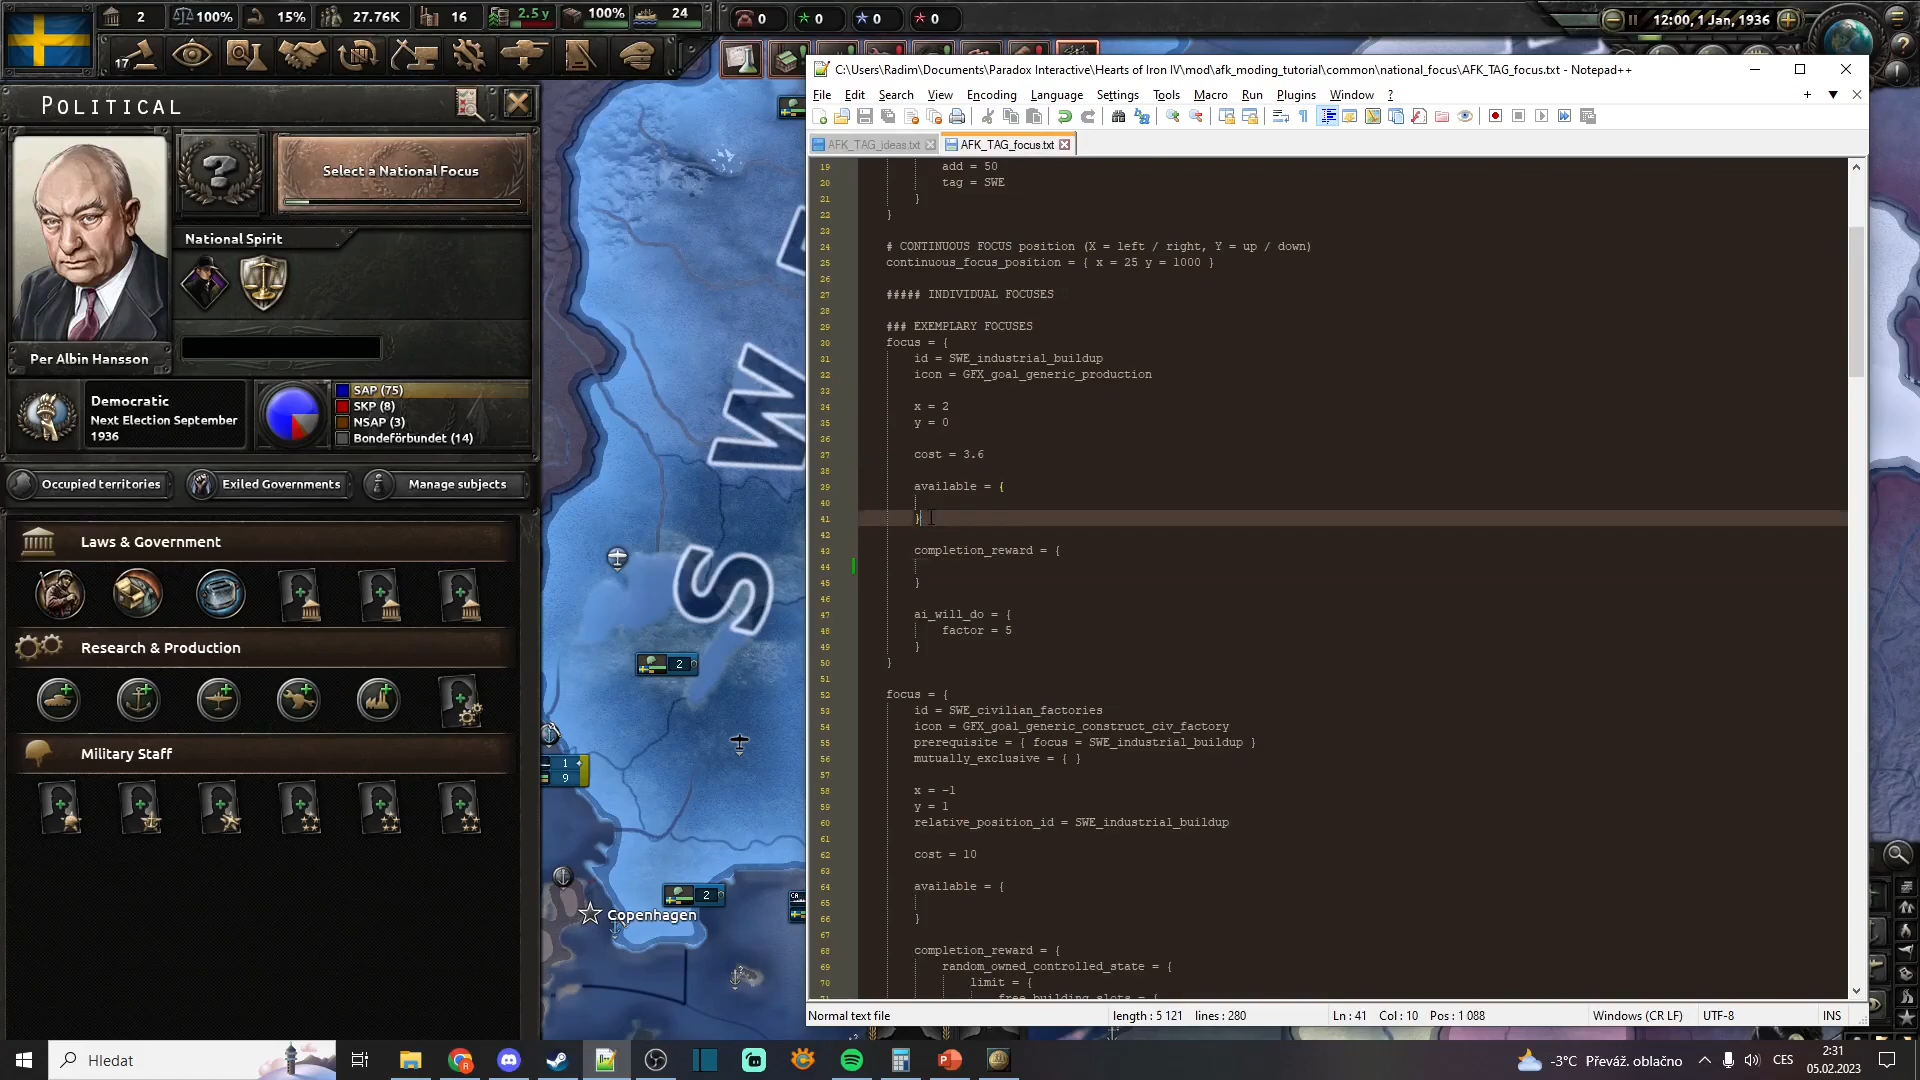 2
100%
15%
27.76K
16
2.5 y
100%
24
0
0
0
0
12:00, 1 Jan, 1936
17
POLITICAL
Select a National Focus
National Spirit
Per Albin Hansson
Democratic
Next Election September
1936
SAP (75)
SKP (8)
NSAP (3)
Bondeförbundet (14)
Occupied territories
Exiled Governments
Manage subjects
Laws & Government
Research & Production
Military Staff
S W
2
1
9
2
Copenhagen
C:\Users\Radim\Documents\Paradox Interactive\Hearts of Iron IV\mod\afk_moding_tutorial\common\national_focus\AFK_TAG_focus.txt - Notepad++
File Edit Search View Encoding Language Settings Tools Macro Run Plugins Window ?
AFK_TAG_ideas.txt
AFK_TAG_focus.txt
19 add = 50
20 tag = SWE
21 }
22 }
23
24 # CONTINUOUS FOCUS position (X = left / right, Y = up / down)
25 continuous_focus_position = { x = 25 y = 1000 }
26
27 ##### INDIVIDUAL FOCUSES
28
29 ### EXEMPLARY FOCUSES
30 focus = {
31 id = SWE_industrial_buildup
32 icon = GFX_goal_generic_production
33
34 x = 2
35 y = 0
36
37 cost = 3.6
38
39 available = {
40
41 }
42
43 completion_reward = {
44
45 }
46
47 ai_will_do = {
48 factor = 5
49 }
50 }
51
52 focus = {
53 id = SWE_civilian_factories
54 icon = GFX_goal_generic_construct_civ_factory
55 prerequisite = { focus = SWE_industrial_buildup }
56 mutually_exclusive = { }
57
58 x = -1
59 y = 1
60 relative_position_id = SWE_industrial_buildup
61
62 cost = 10
63
64 available = {
65
66 }
67
68 completion_reward = {
69 random_owned_controlled_state = {
70 limit = {
free_building_slots = {
Normal text file
length : 5 121 lines : 280
Ln : 41 Col : 10 Pos : 1 088
Windows (CR LF)
UTF-8
INS
Hledat
-3°C Převáž. oblačno
CES
2:31
05.02.2023